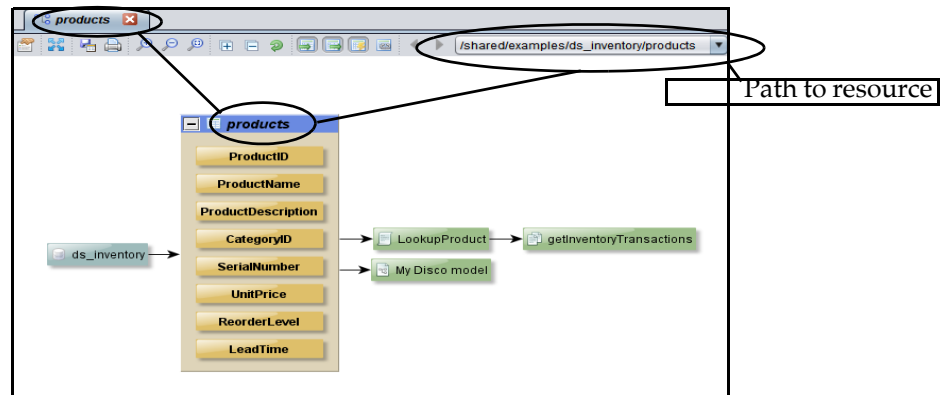 products
/shared/examples/ds_inventory/products
Path to resource
products
ProductID
ProductName
ProductDescription
CategoryID
SerialNumber
UnitPrice
ReorderLevel
LeadTime
ds_inventory
LookupProduct
getInventoryTransactions
My Disco model